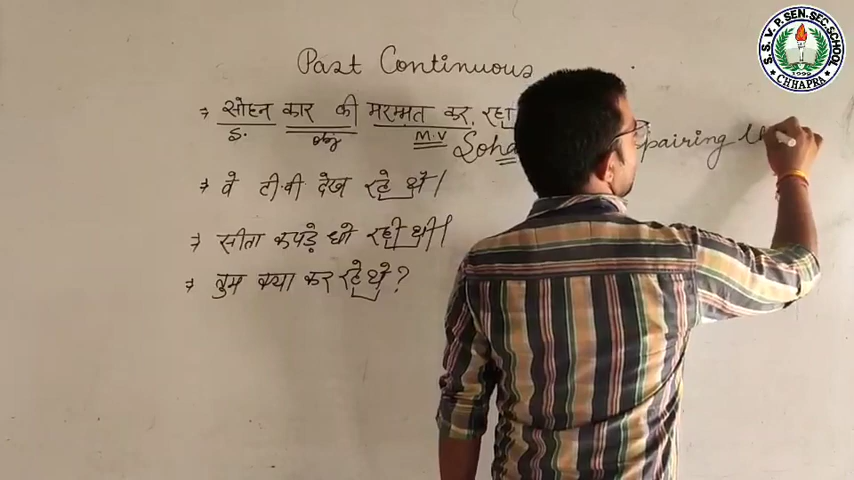 S.S.V.P. SEN. SEC. SCHOOL
1099
CHHAPRA
Past Continuous
→ सोहन कार की मरम्मत कर रहा
S. obj M.V
Soha pairing
→ वे टी.वी देख रहे थे।
→ सीता कपड़े धो रही थी।
→ तुम क्या कर रहे थे?